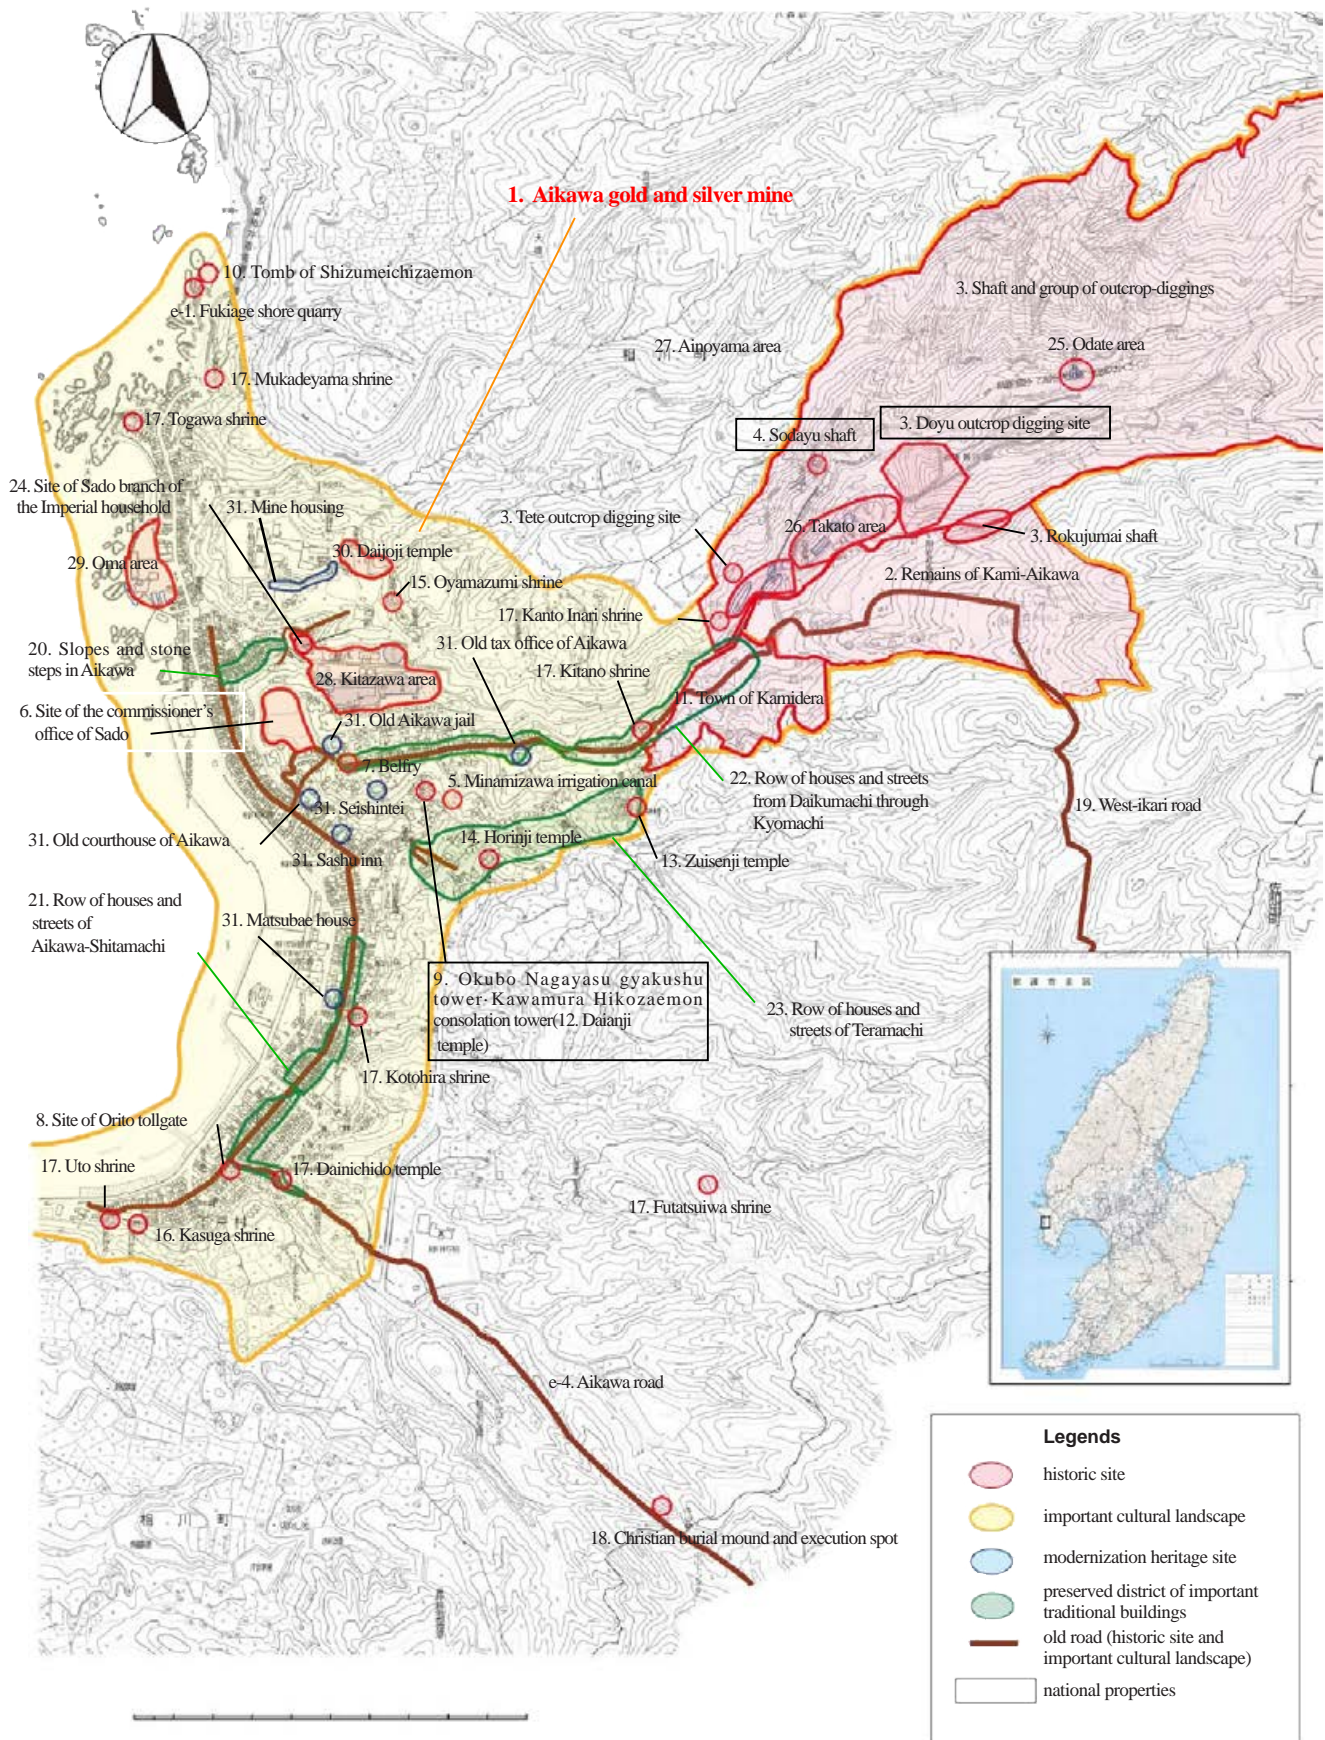 1. Aikawa gold and silver mine
10. Tomb of Shizumeichizaemon
e-1. Fukiage shore quarry
3. Shaft and group of outcrop-diggings
27. Ainoyama area
25. Odate area
17. Mukadeyama shrine
17. Togawa shrine
4. Sodayu shaft
3. Doyu outcrop digging site
24. Site of Sado branch of
the Imperial household
31. Mine housing
3. Tete outcrop digging site
26. Takato area
3. Rokujumai shaft
30. Daijoji temple
29. Oma area
15. Oyamazumi shrine
2. Remains of Kami-Aikawa
17. Kanto Inari shrine
31. Old tax office of Aikawa
20. Slopes and stone
steps in Aikawa
17. Kitano shrine
28. Kitazawa area
11. Town of Kamidera
6. Site of the commissioner's
office of Sado
31. Old Aikawa jail
7. Belfry
5. Minamizawa irrigation canal
22. Row of houses and streets
from Daikumachi through
Kyomachi
19. West-ikari road
31. Seishintei
31. Old courthouse of Aikawa
31. Sashu inn
14. Horinji temple
13. Zuisenji temple
21. Row of houses and
streets of
Aikawa-Shitamachi
31. Matsubae house
9. Okubo Nagayasu gyakushu
tower·Kawamura Hikozaemon
consolation tower(12. Daianji
temple)
23. Row of houses and
streets of Teramachi
17. Kotohira shrine
8. Site of Orito tollgate
17. Uto shrine
17. Dainichido temple
17. Futatsuiwa shrine
16. Kasuga shrine
e-4. Aikawa road
18. Christian burial mound and execution spot
相川町
Legends
historic site
important cultural landscape
modernization heritage site
preserved district of important
traditional buildings
old road (historic site and
important cultural landscape)
national properties